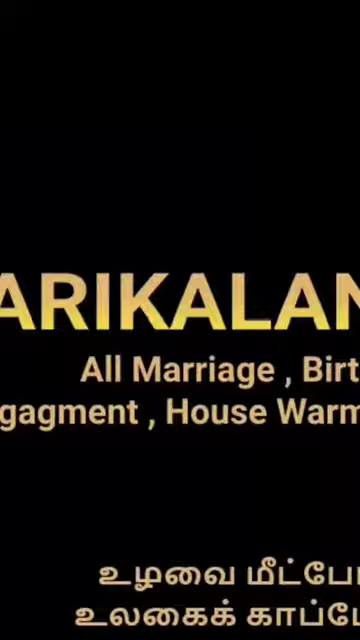 ARIKALAN
All Marriage , Birt
gagment , House Warm
உழவை மீட்போ
உலகைக் காப்போ